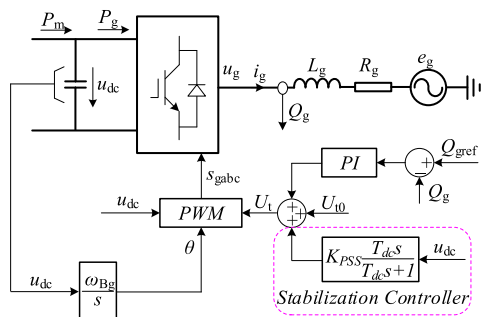 P_m P_g
u_dc
u_g i_g L_g R_g e_g
Q_g
s_gabc
PI + − Q_gref
Q_g
u_dc PWM U_t + + + U_t0
θ
u_dc ω_Bg/s
K_PSS T_dc s/(T_dc s+1) u_dc
Stabilization Controller